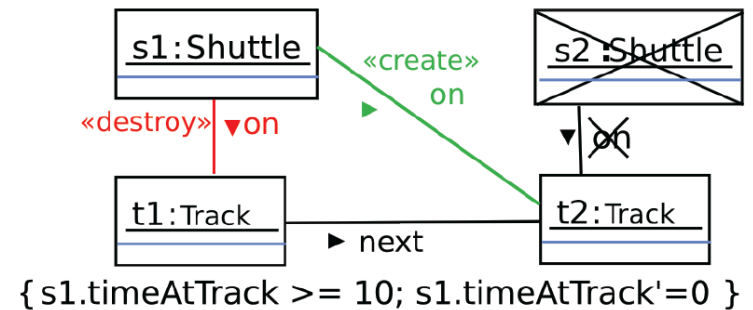 s1:Shuttle
s2:Shuttle
«create»
on
«destroy»
on
on
t1:Track
t2:Track
next
{s1.timeAtTrack >= 10; s1.timeAtTrack'=0 }